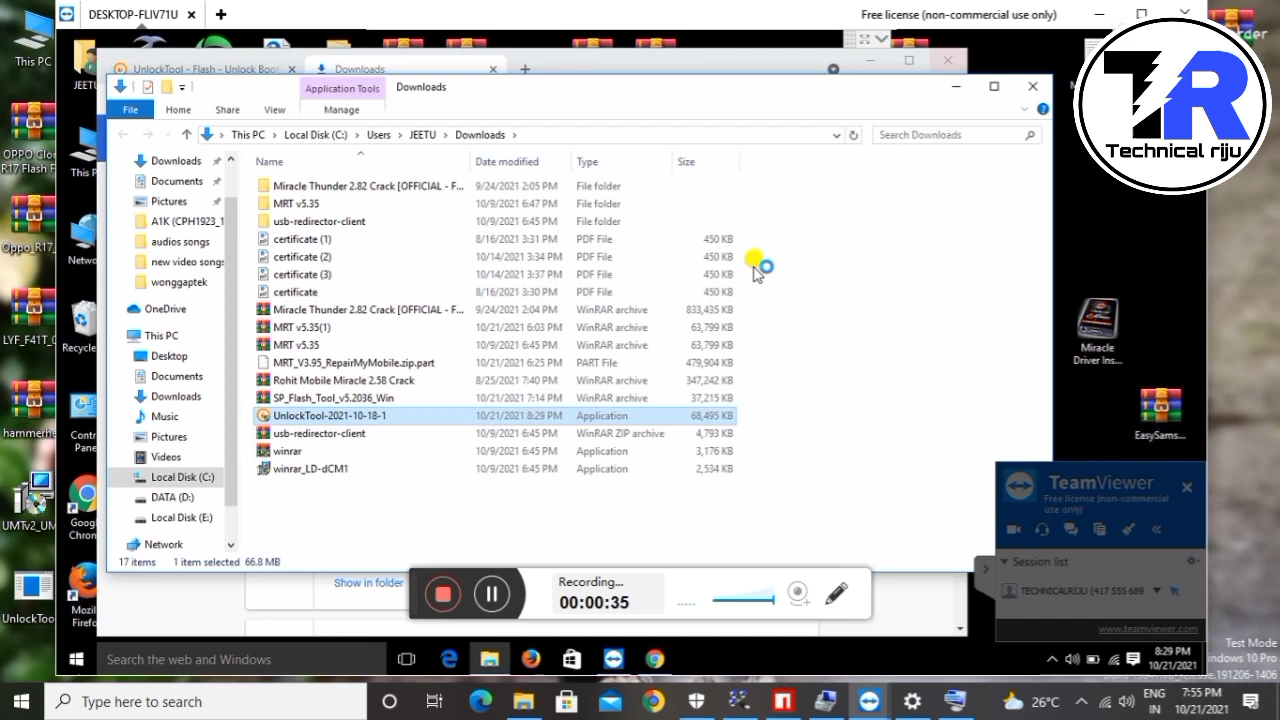 DESKTOP-FLIV71U
Free license (non-commercial use only)
TR
Technical riju
order
This PC
OPPO Clon
R17 Flash F
Oppo_R17_
LYF_F41T_0
hammerhe
UMTv2_UM
UnlockTool
JEETU
This P
Netwo
Recycle
Contr
Panel
Google
Chrom
Mozil
Firefo
UnlockTool - Flash - Unlock Boot
Downloads
Application Tools
Downloads
File
Home
Share
View
Manage
This PC
Local Disk (C:)
Users
JEETU
Downloads
Search Downloads
Downloads
Documents
Pictures
A1K (CPH1923_1
audios songs
new video songs
wonggaptek
OneDrive
This PC
Desktop
Documents
Downloads
Music
Pictures
Videos
Local Disk (C:)
DATA (D:)
Local Disk (E:)
Network
Name Date modified Type Size
Miracle Thunder 2.82 Crack [OFFICIAL - F... 9/24/2021 2:05 PM File folder
MRT v5.35 10/9/2021 6:47 PM File folder
usb-redirector-client 10/9/2021 6:45 PM File folder
certificate (1) 8/16/2021 3:31 PM PDF File 450 KB
certificate (2) 10/14/2021 3:34 PM PDF File 450 KB
certificate (3) 10/14/2021 3:37 PM PDF File 450 KB
certificate 8/16/2021 3:30 PM PDF File 450 KB
Miracle Thunder 2.82 Crack [OFFICIAL - F... 9/24/2021 2:04 PM WinRAR archive 833,435 KB
MRT v5.35(1) 10/21/2021 6:03 PM WinRAR archive 63,799 KB
MRT v5.35 10/9/2021 6:45 PM WinRAR archive 63,799 KB
MRT_V3.95_RepairMyMobile.zip.part 10/21/2021 6:25 PM PART File 479,904 KB
Rohit Mobile Miracle 2.58 Crack 8/25/2021 7:40 PM WinRAR archive 347,242 KB
SP_Flash_Tool_v5.2036_Win 10/21/2021 7:14 PM WinRAR archive 37,215 KB
UnlockTool-2021-10-18-1 10/21/2021 8:29 PM Application 68,495 KB
usb-redirector-client 10/9/2021 6:45 PM WinRAR ZIP archive 4,793 KB
winrar 10/9/2021 6:45 PM Application 3,176 KB
winrar_LD-dCM1 10/9/2021 6:45 PM Application 2,534 KB
17 items 1 item selected 66.8 MB
Miracle
Driver Ins...
EasySams...
TeamViewer
Free license (non-commercial
use only)
Session list
TECHNICALRIJU (417 555 689
www.teamviewer.com
Show in folder
Recording...
00:00:35
Search the web and Windows
8:29 PM
10/21/2021
Test Mode
indows 10 Pro
release.191206-1406
Type here to search
26°C
ENG
IN
7:55 PM
10/21/2021